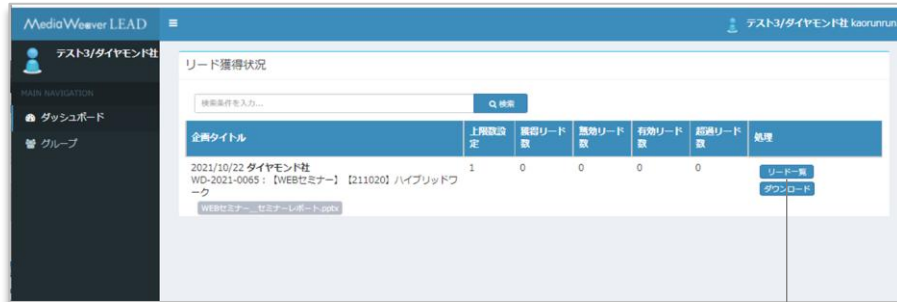 MediaWeaver LEAD
テスト3/ダイヤモンド社 kaorunrun
テスト3/ダイヤモンド社
MAIN NAVIGATION
ダッシュボード
グループ
リード獲得状況
検索条件を入力...
検索
企画タイトル 上限数設定 獲得リード数 無効リード数 有効リード数 超過リード数 処理
2021/10/22 ダイヤモンド社 1 0 0 0 0 リード一覧
WD-2021-0065：【WEBセミナー】【211020】ハイブリッドワ
ーク
ダウンロード
WEBセミナー__セミナーレポート.pptx